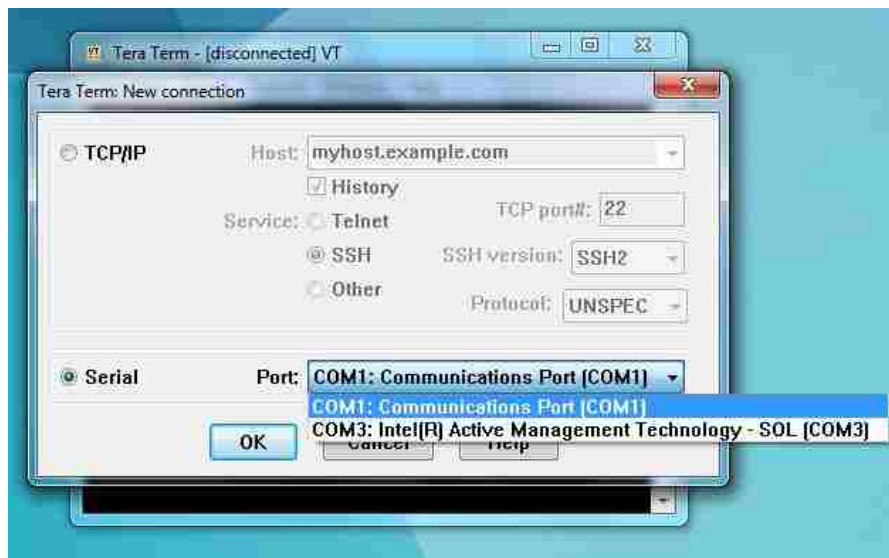 Tera Term - [disconnected] VT
Tera Term: New connection
TCP/IP
Host: myhost.example.com
History
Service: Telnet
TCP port#: 22
SSH
SSH version: SSH2
Other
Protocol: UNSPEC
Serial
Port: COM1: Communications Port (COM1)
COM1: Communications Port (COM1)
COM3: Intel(R) Active Management Technology - SOL (COM3)
OK
Cancel
Help